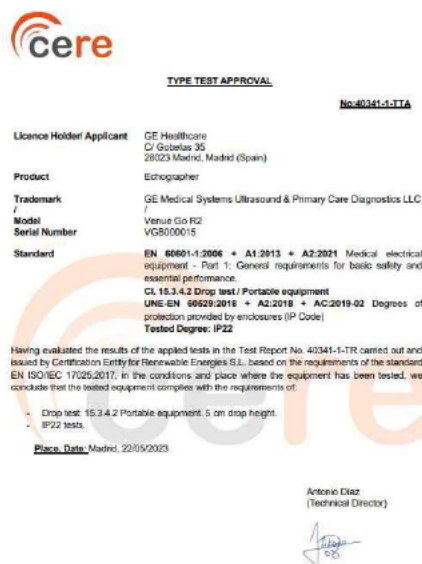 cere
TYPE TEST APPROVAL
No:40341-1-TTA
Licence Holder/ Applicant GE Healthcare
C/ Gobelas 35
28023 Madrid, Madrid (Spain)
Product Echographer
Trademark GE Medical Systems Ultrasound & Primary Care Diagnostics LLC
/ /
Model Venue Go R2
Serial Number VGB000015
Standard EN 60601-1:2006 + A1:2013 + A2:2021 Medical electrical
equipment - Part 1: General requirements for basic safety and
essential performance.
Cl. 15.3.4.2 Drop test / Portable equipment
UNE-EN 60529:2018 + A2:2018 + AC:2019-02 Degrees of
protection provided by enclosures (IP Code)
Tested Degree: IP22
Having evaluated the results of the applied tests in the Test Report No. 40341-1-TR carried out and
issued by Certification Entity for Renewable Energies S.L. based on the requirements of the standard
EN ISO/IEC 17025:2017, in the conditions and place where the equipment has been tested, we
conclude that the tested equipment complies with the requirements of:
- Drop test: 15.3.4.2 Portable equipment. 5 cm drop height.
- IP22 tests.
Place, Date: Madrid, 22/05/2023
Antonio Díaz
(Technical Director)